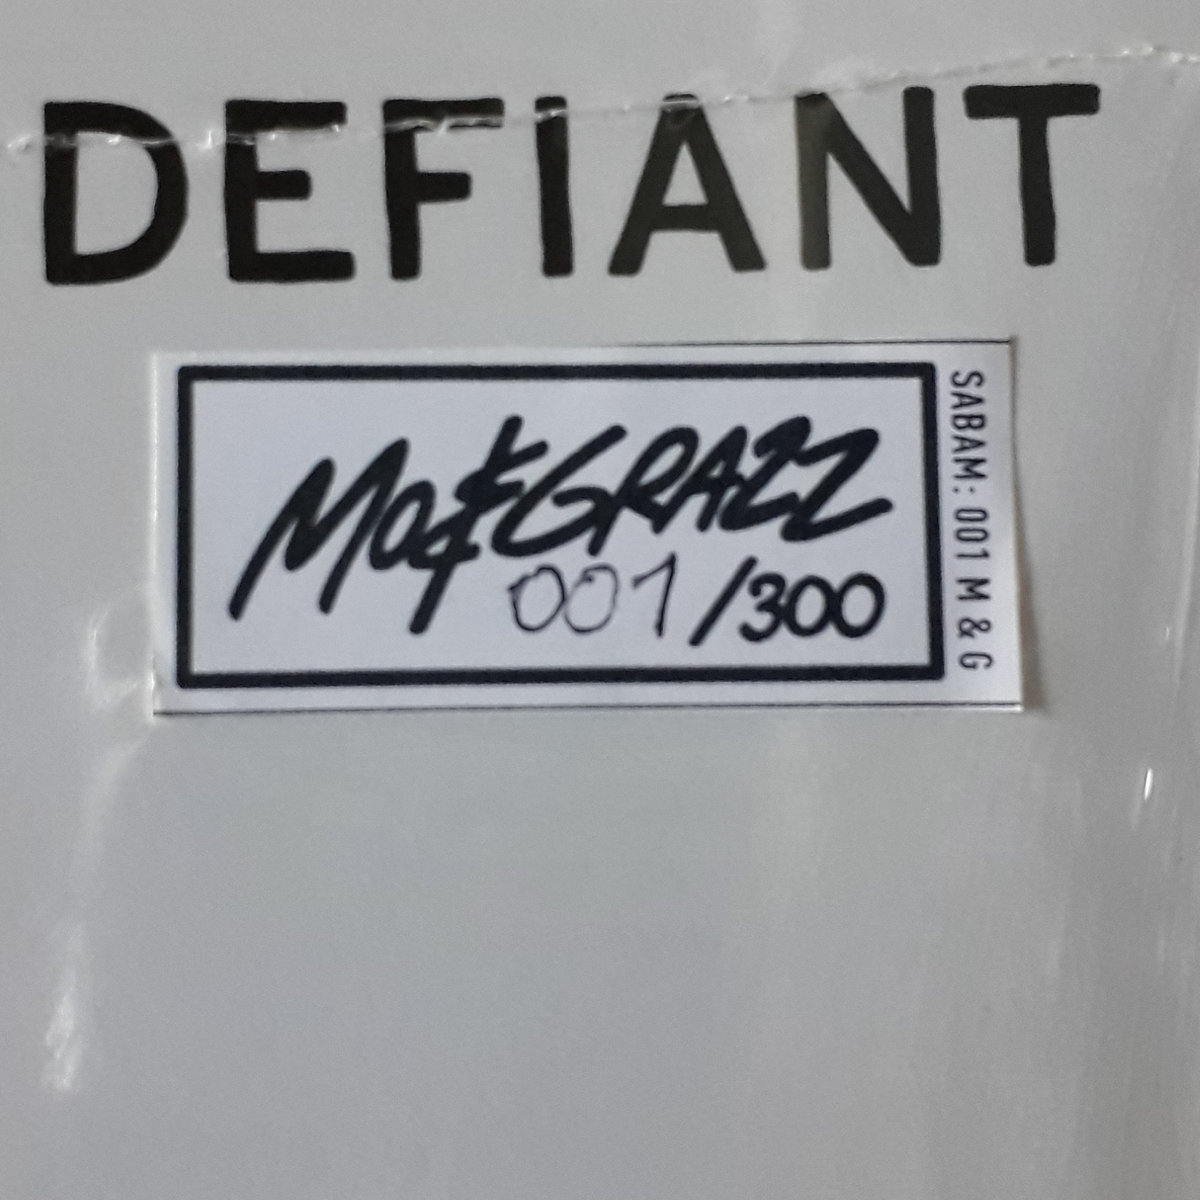 DEFIANT
MO & GRAZZ
001/300
SABAM: 001 M & G